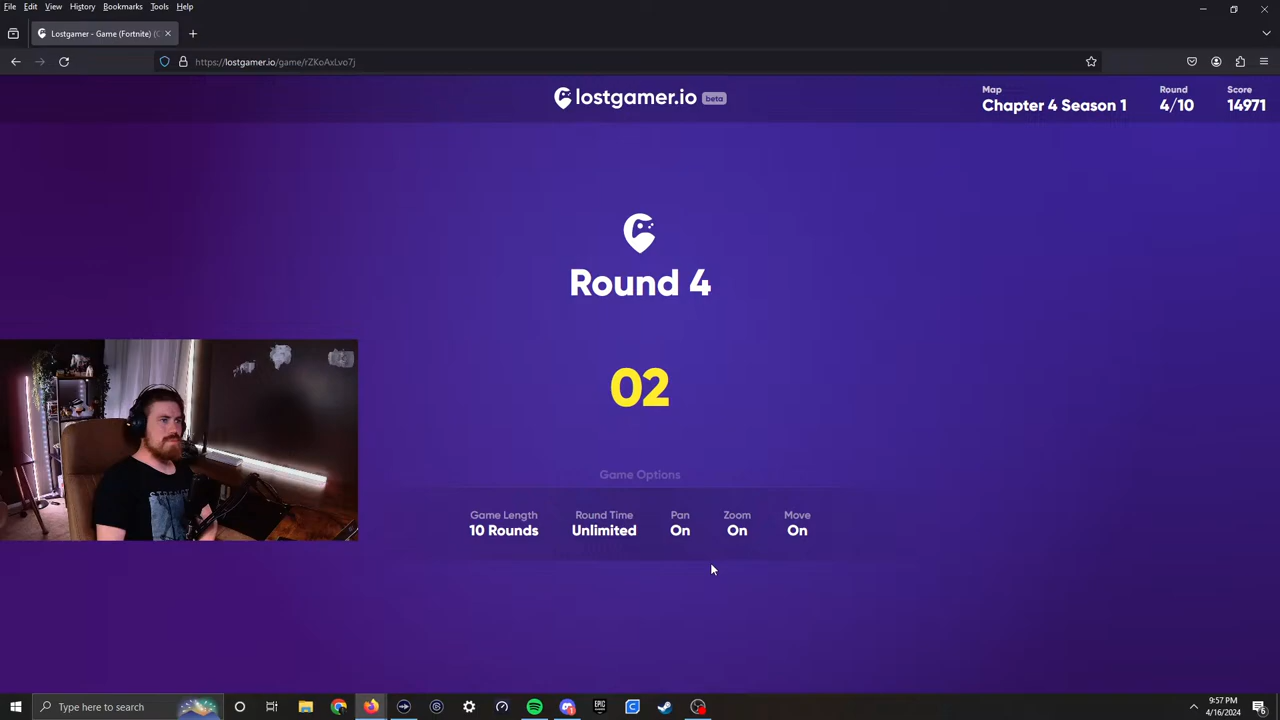 File Edit View History Bookmarks Tools Help
Lostgamer - Game (Fortnite) (C
https://lostgamer.io/game/rZKoAxLvo7j
lostgamer.io beta
Map
Chapter 4 Season 1
Round
4/10
Score
14971
Round 4
02
Game Options
Game Length
10 Rounds
Round Time
Unlimited
Pan
On
Zoom
On
Move
On
Type here to search
EPIC
9:57 PM
4/16/2024